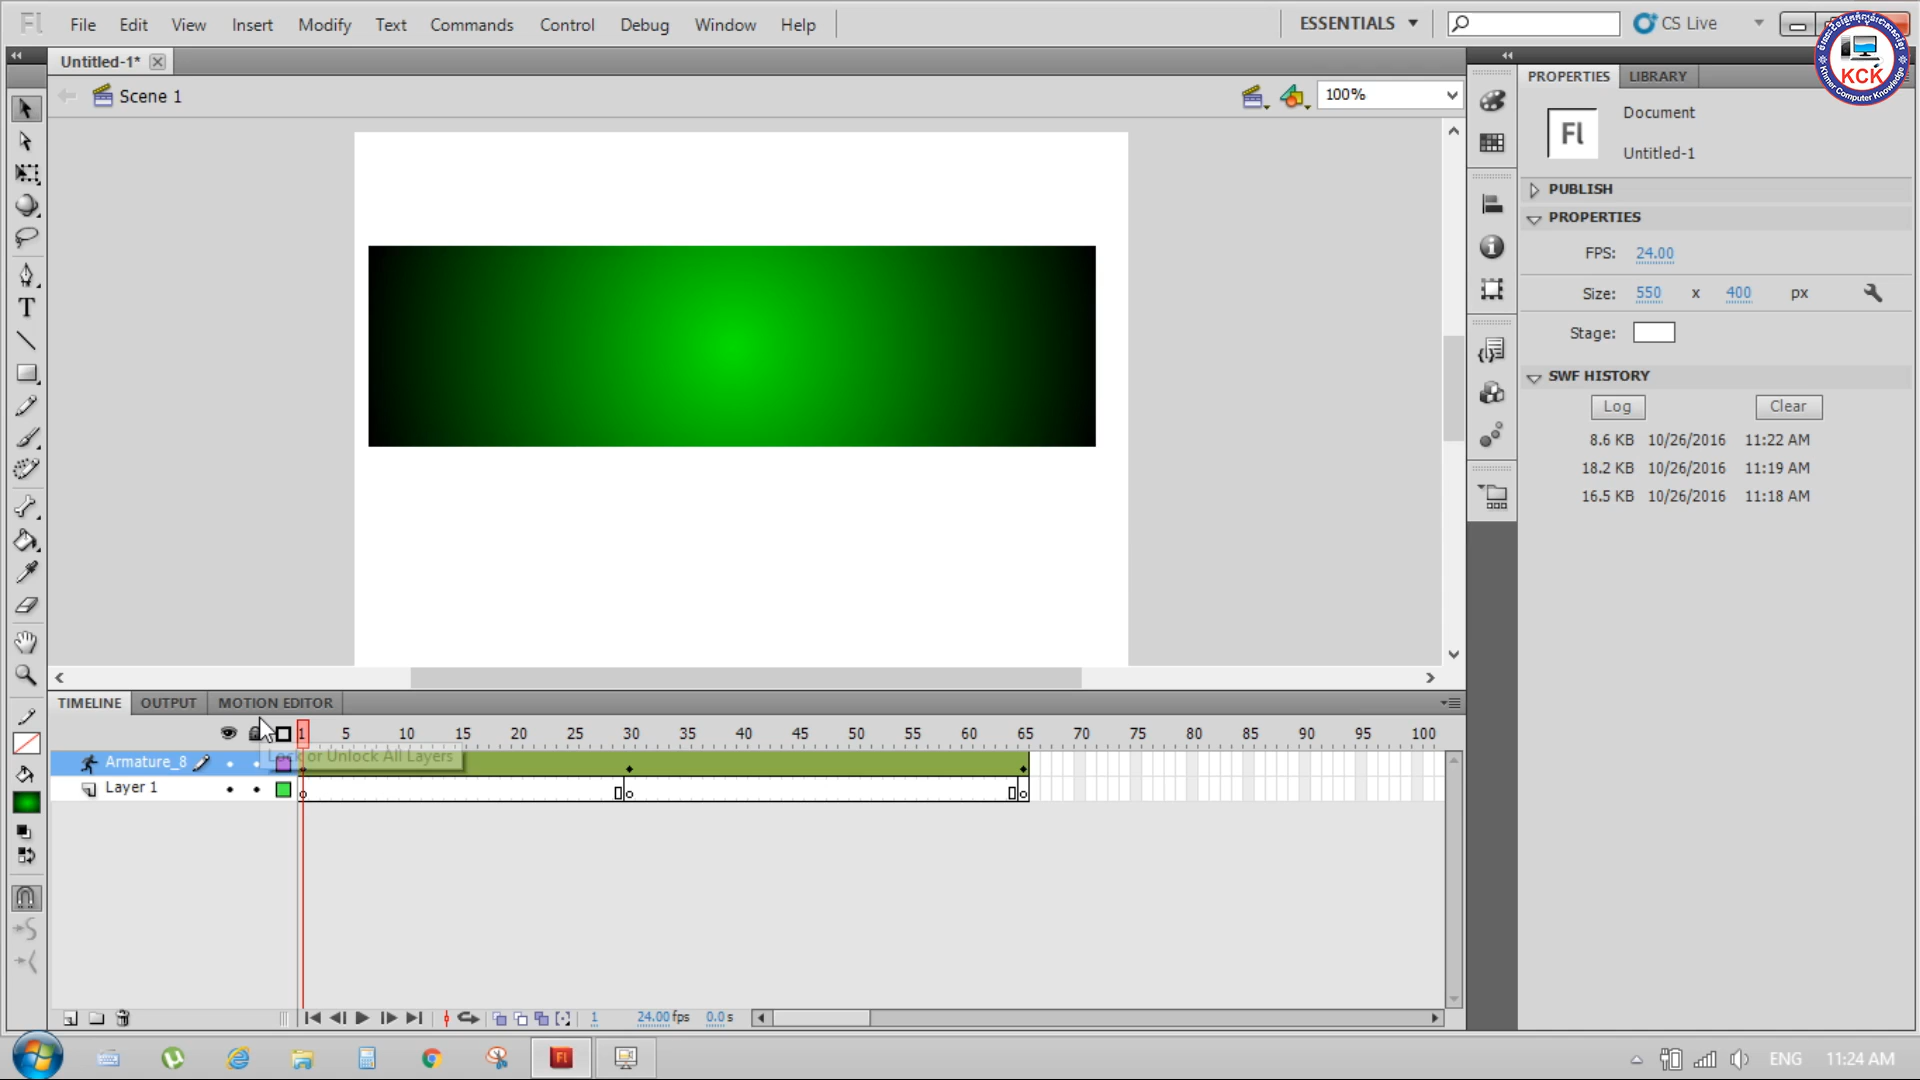 Fl File Edit View Insert Modify Text Commands Control Debug Window Help ESSENTIALS CS Live
KCK
Khmer Computer Knowledge
Untitled-1*
Scene 1
100%
PROPERTIES LIBRARY
Fl
Document
Untitled-1
PUBLISH
PROPERTIES
FPS: 24.00
Size: 550 x 400 px
Stage:
SWF HISTORY
Log Clear
8.6 KB 10/26/2016 11:22 AM
18.2 KB 10/26/2016 11:19 AM
16.5 KB 10/26/2016 11:18 AM
T
TIMELINE OUTPUT MOTION EDITOR
1 5 10 15 20 25 30 35 40 45 50 55 60 65 70 75 80 85 90 95 100
Armature_8
Lock or Unlock All Layers
Layer 1
1 24.00 fps 0.0 s
Fl
ENG 11:24 AM